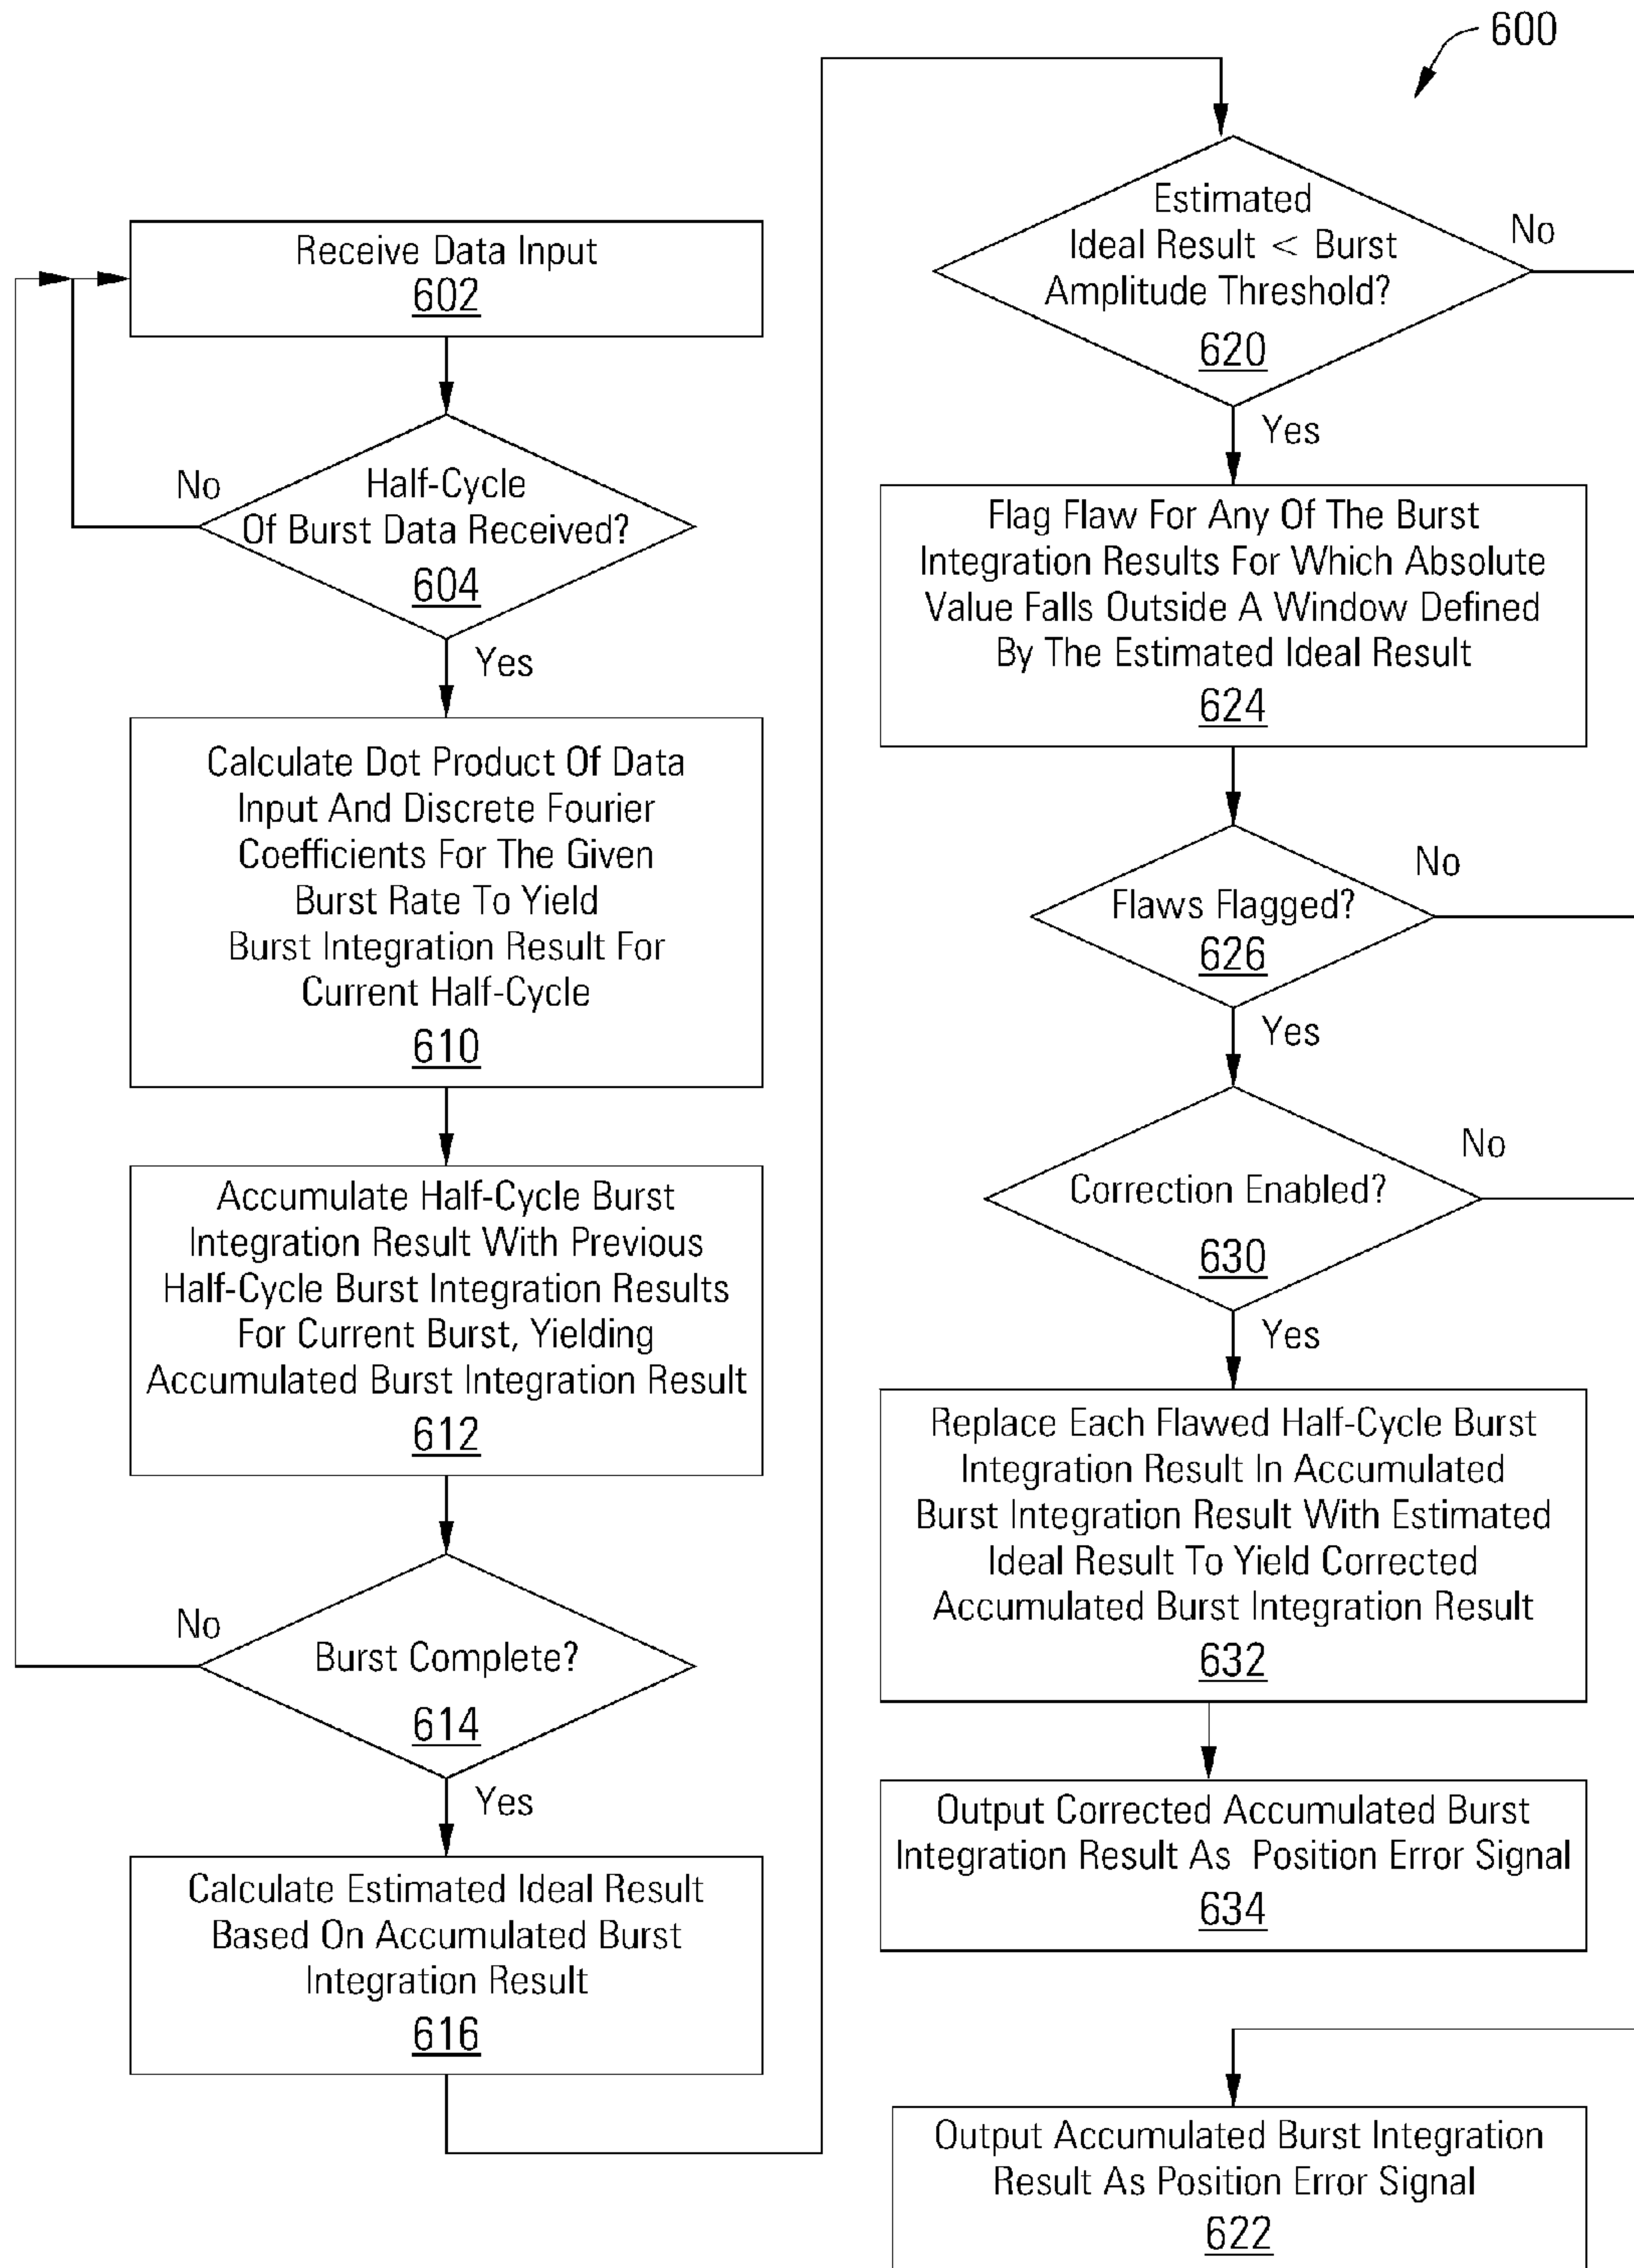 600
Receive Data Input
602
No
Half-Cycle
Of Burst Data Received?
604
Yes
Calculate Dot Product Of Data
Input And Discrete Fourier
Coefficients For The Given
Burst Rate To Yield
Burst Integration Result For
Current Half-Cycle
610
Accumulate Half-Cycle Burst
Integration Result With Previous
Half-Cycle Burst Integration Results
For Current Burst, Yielding
Accumulated Burst Integration Result
612
No
Burst Complete?
614
Yes
Calculate Estimated Ideal Result
Based On Accumulated Burst
Integration Result
616
Estimated
Ideal Result < Burst
Amplitude Threshold?
620
No
Yes
Flag Flaw For Any Of The Burst
Integration Results For Which Absolute
Value Falls Outside A Window Defined
By The Estimated Ideal Result
624
No
Flaws Flagged?
626
Yes
No
Correction Enabled?
630
Yes
Replace Each Flawed Half-Cycle Burst
Integration Result In Accumulated
Burst Integration Result With Estimated
Ideal Result To Yield Corrected
Accumulated Burst Integration Result
632
Output Corrected Accumulated Burst
Integration Result As Position Error Signal
634
Output Accumulated Burst Integration
Result As Position Error Signal
622